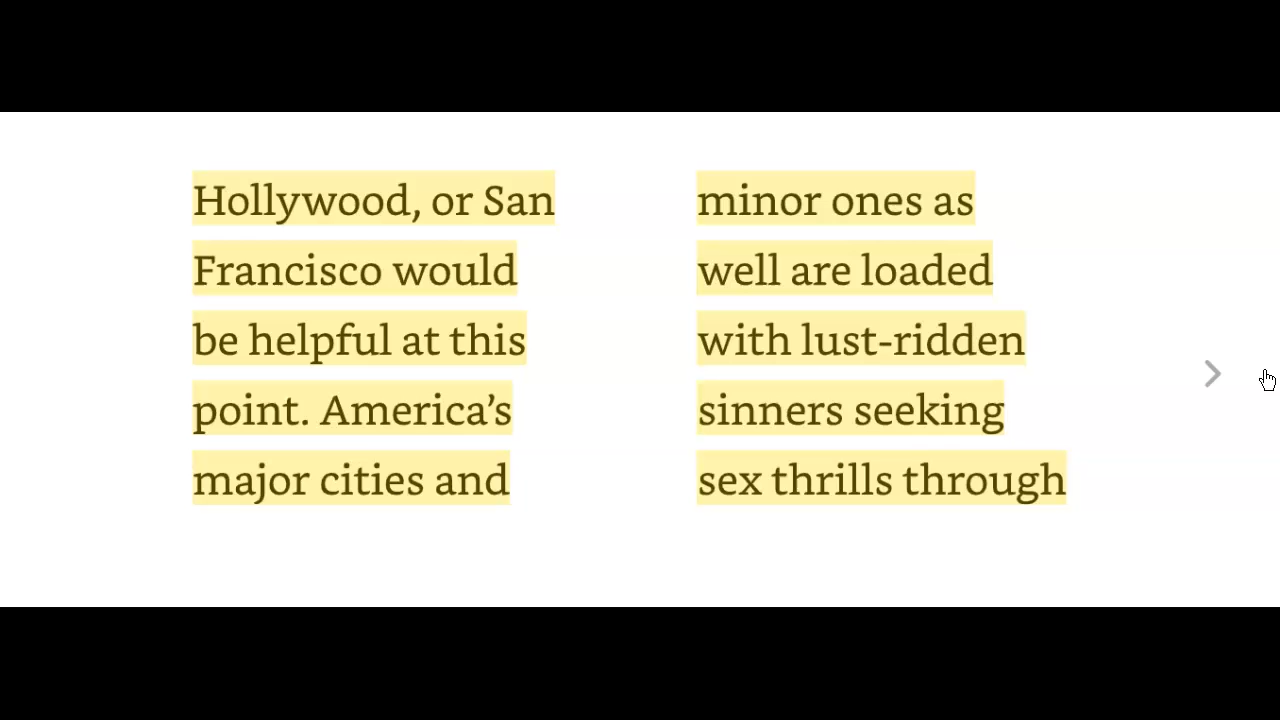 Hollywood, or San
Francisco would
be helpful at this
point. America’s
major cities and
minor ones as
well are loaded
with lust-ridden
sinners seeking
sex thrills through